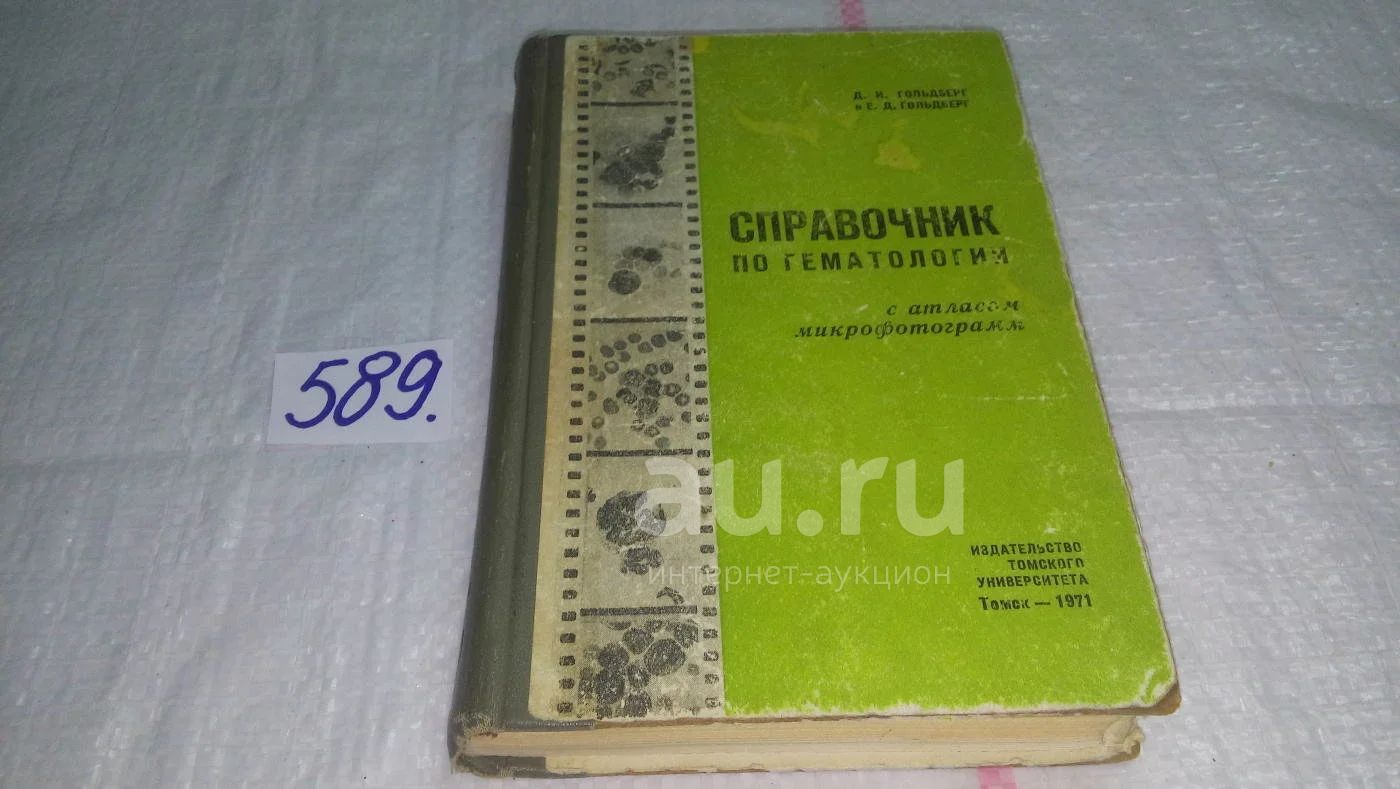 Д. И. ГОЛЬДБЕРГ
и Е. Д. ГОЛЬДБЕРГ
СПРАВОЧНИК
ПО ГЕМАТОЛОГИИ
с атласом
микрофотограмм
589.
au.ru
интернет-аукцион
ИЗДАТЕЛЬСТВО
ТОМСКОГО
УНИВЕРСИТЕТА
Томск — 1971